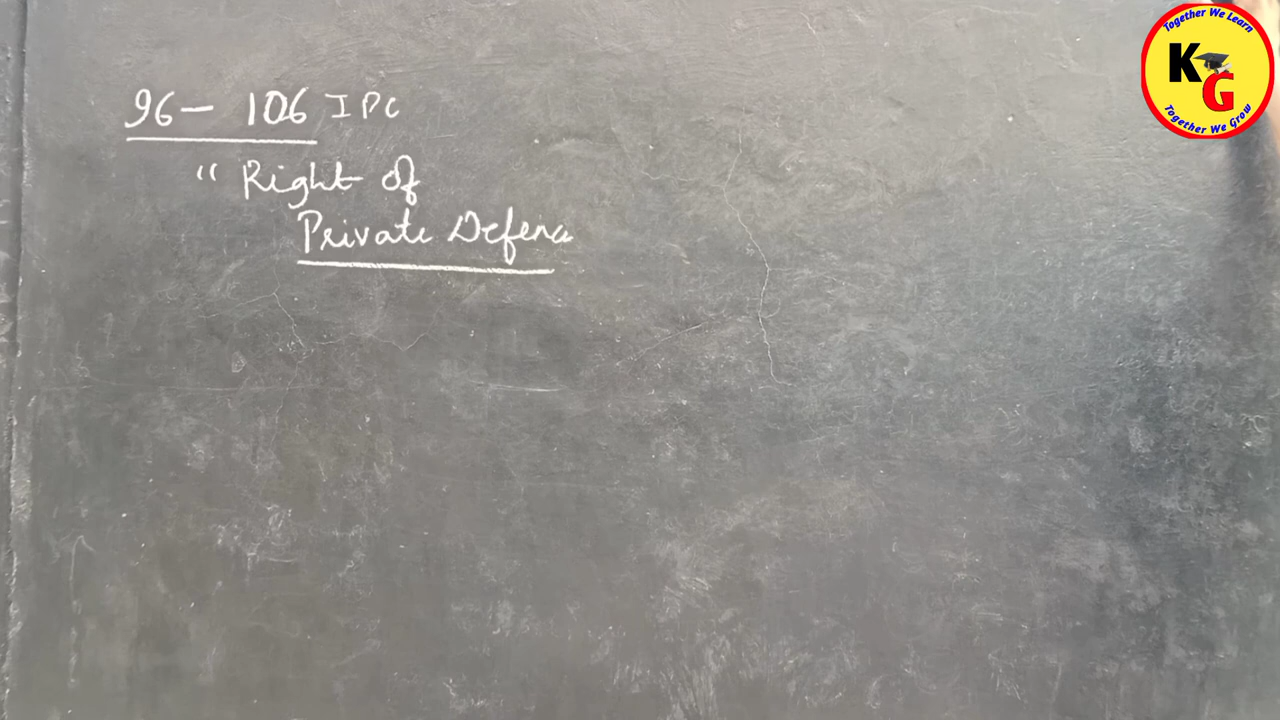 96 – 106 IPC
“ Right of
Private Defence
Together We Learn
KG
Together We Grow